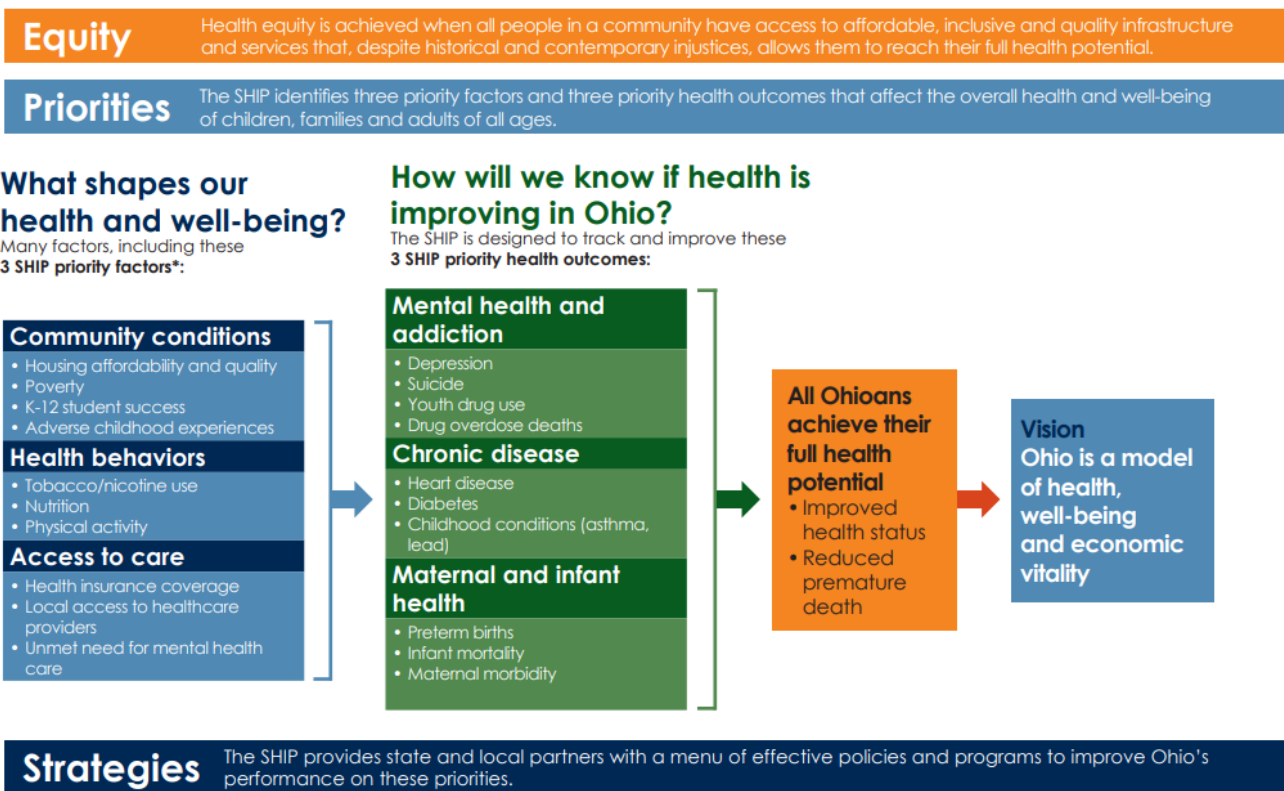 Equity
Health equity is achieved when all people in a community have access to affordable, inclusive and quality infrastructure
and services that, despite historical and contemporary injustices, allows them to reach their full health potential.
Priorities
The SHIP identifies three priority factors and three priority health outcomes that affect the overall health and well-being
of children, families and adults of all ages.
What shapes our
health and well-being?
Many factors, including these
3 SHIP priority factors*:
Community conditions
• Housing affordability and quality
• Poverty
• K-12 student success
• Adverse childhood experiences
Health behaviors
• Tobacco/nicotine use
• Nutrition
• Physical activity
Access to care
• Health insurance coverage
• Local access to healthcare
providers
• Unmet need for mental health
care
How will we know if health is
improving in Ohio?
The SHIP is designed to track and improve these
3 SHIP priority health outcomes:
Mental health and
addiction
• Depression
• Suicide
• Youth drug use
• Drug overdose deaths
Chronic disease
• Heart disease
• Diabetes
• Childhood conditions (asthma,
lead)
Maternal and infant
health
• Preterm births
• Infant mortality
• Maternal morbidity
All Ohioans
achieve their
full health
potential
• Improved
health status
• Reduced
premature
death
Vision
Ohio is a model
of health,
well-being
and economic
vitality
Strategies
The SHIP provides state and local partners with a menu of effective policies and programs to improve Ohio's
performance on these priorities.